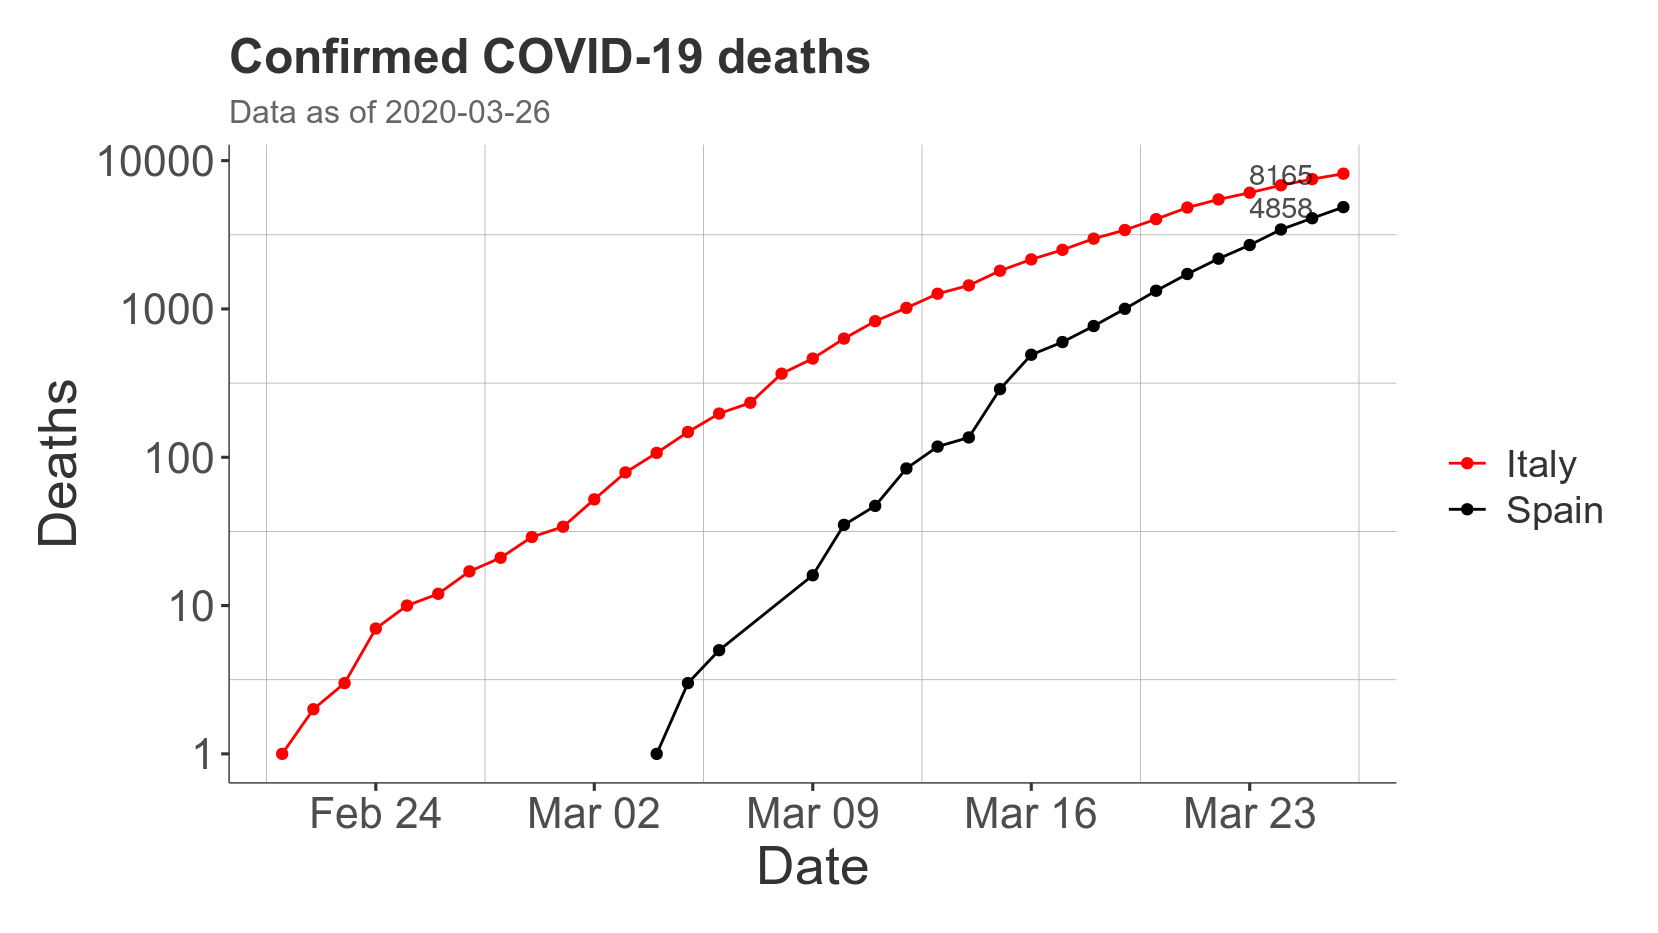 Confirmed COVID-19 deaths
Data as of 2020-03-26
10000
1000
100
10
1
Deaths
8165
4858
Feb 24 Mar 02 Mar 09 Mar 16 Mar 23
Date
Italy
Spain